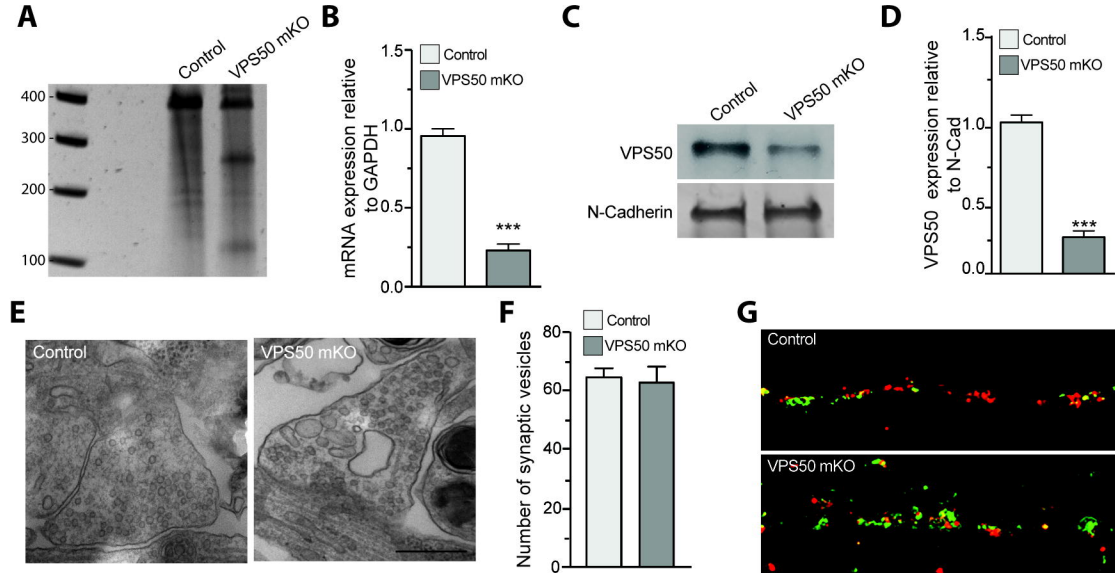 A
Control
VPS50 mKO
400 -
300 -
200 -
100 -
B
mRNA expression relative
to GAPDH
1.5
1.0
0.5
0.0
Control
VPS50 mKO
***
C
Control
VPS50 mKO
VPS50
N-Cadherin
D
VPS50 expression relative
to N-Cad
1.5
1.0
0.5
0.0
Control
VPS50 mKO
***
E
Control
VPS50 mKO
F
Number of synaptic vesicles
80
60
40
20
0
Control
VPS50 mKO
G
Control
VPS50 mKO